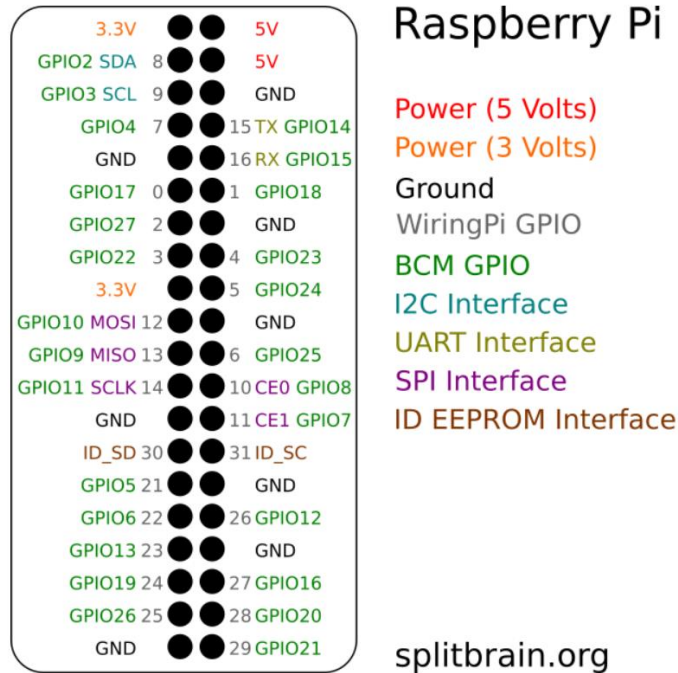 Raspberry Pi
3.3V 5V
GPIO2 SDA 8 5V
GPIO3 SCL 9 GND
GPIO4 7 15 TX GPIO14
GND 16 RX GPIO15
GPIO17 0 1 GPIO18
GPIO27 2 GND
GPIO22 3 4 GPIO23
3.3V 5 GPIO24
GPIO10 MOSI 12 GND
GPIO9 MISO 13 6 GPIO25
GPIO11 SCLK 14 10 CE0 GPIO8
GND 11 CE1 GPIO7
ID_SD 30 31 ID_SC
GPIO5 21 GND
GPIO6 22 26 GPIO12
GPIO13 23 GND
GPIO19 24 27 GPIO16
GPIO26 25 28 GPIO20
GND 29 GPIO21
Power (5 Volts)
Power (3 Volts)
Ground
WiringPi GPIO
BCM GPIO
I2C Interface
UART Interface
SPI Interface
ID EEPROM Interface
splitbrain.org